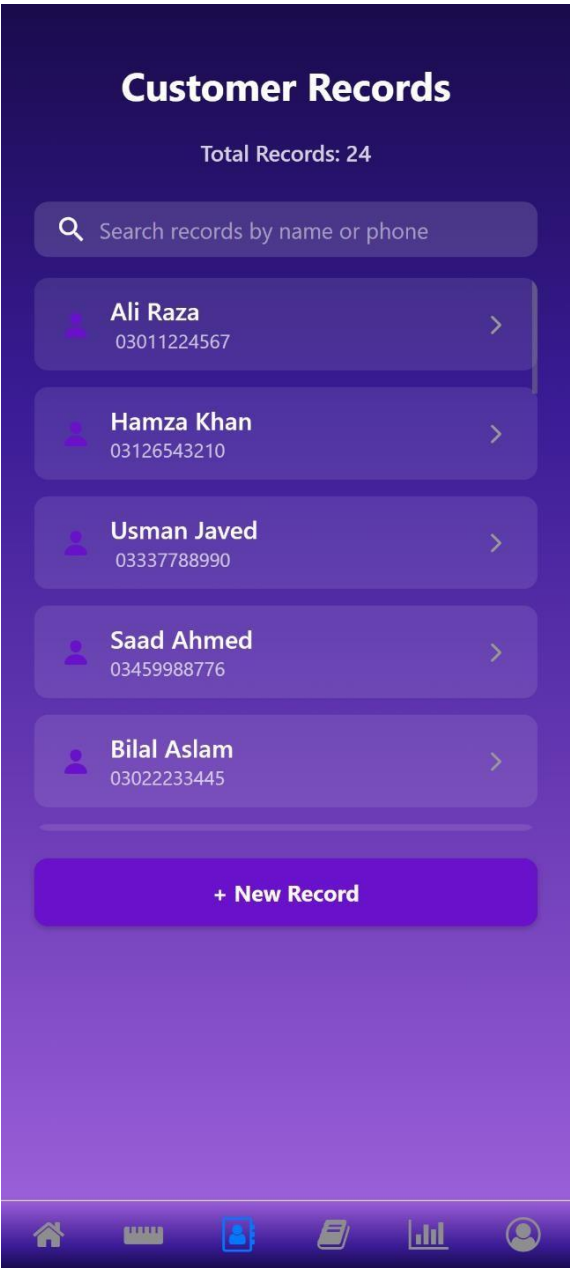 Customer Records
Total Records: 24
Search records by name or phone
Ali Raza
03011224567
Hamza Khan
03126543210
Usman Javed
03337788990
Saad Ahmed
03459988776
Bilal Aslam
03022233445
+ New Record